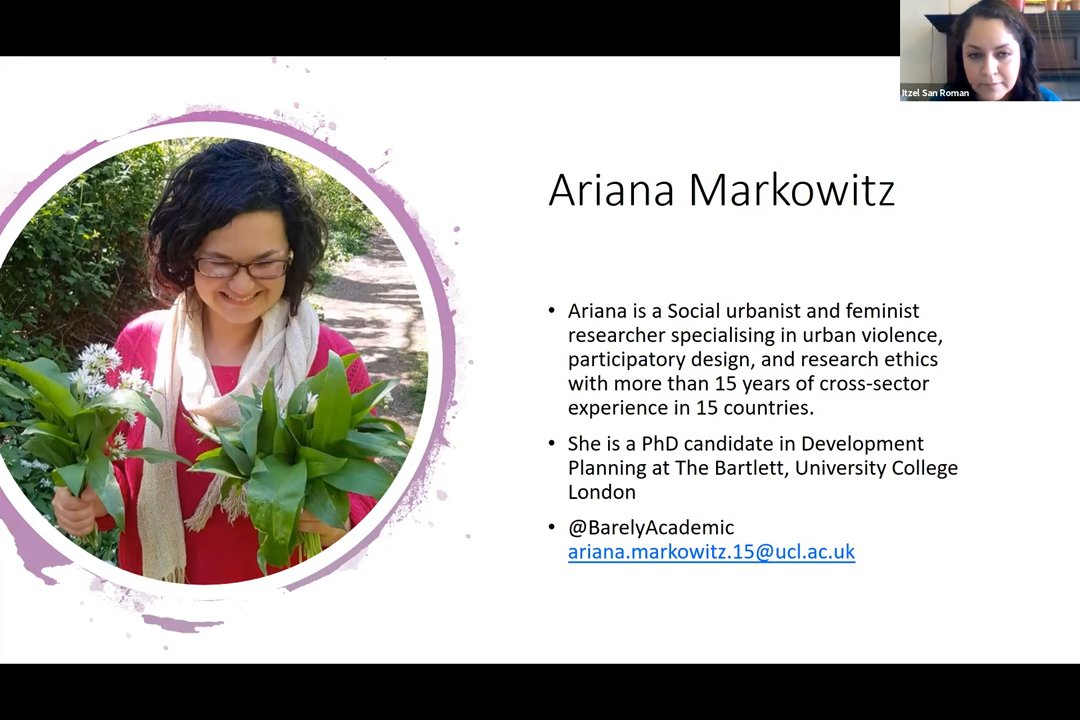 Itzel San Roman
Ariana Markowitz
• Ariana is a Social urbanist and feminist
researcher specialising in urban violence,
participatory design, and research ethics
with more than 15 years of cross-sector
experience in 15 countries.
• She is a PhD candidate in Development
Planning at The Bartlett, University College
London
• @BarelyAcademic
ariana.markowitz.15@ucl.ac.uk